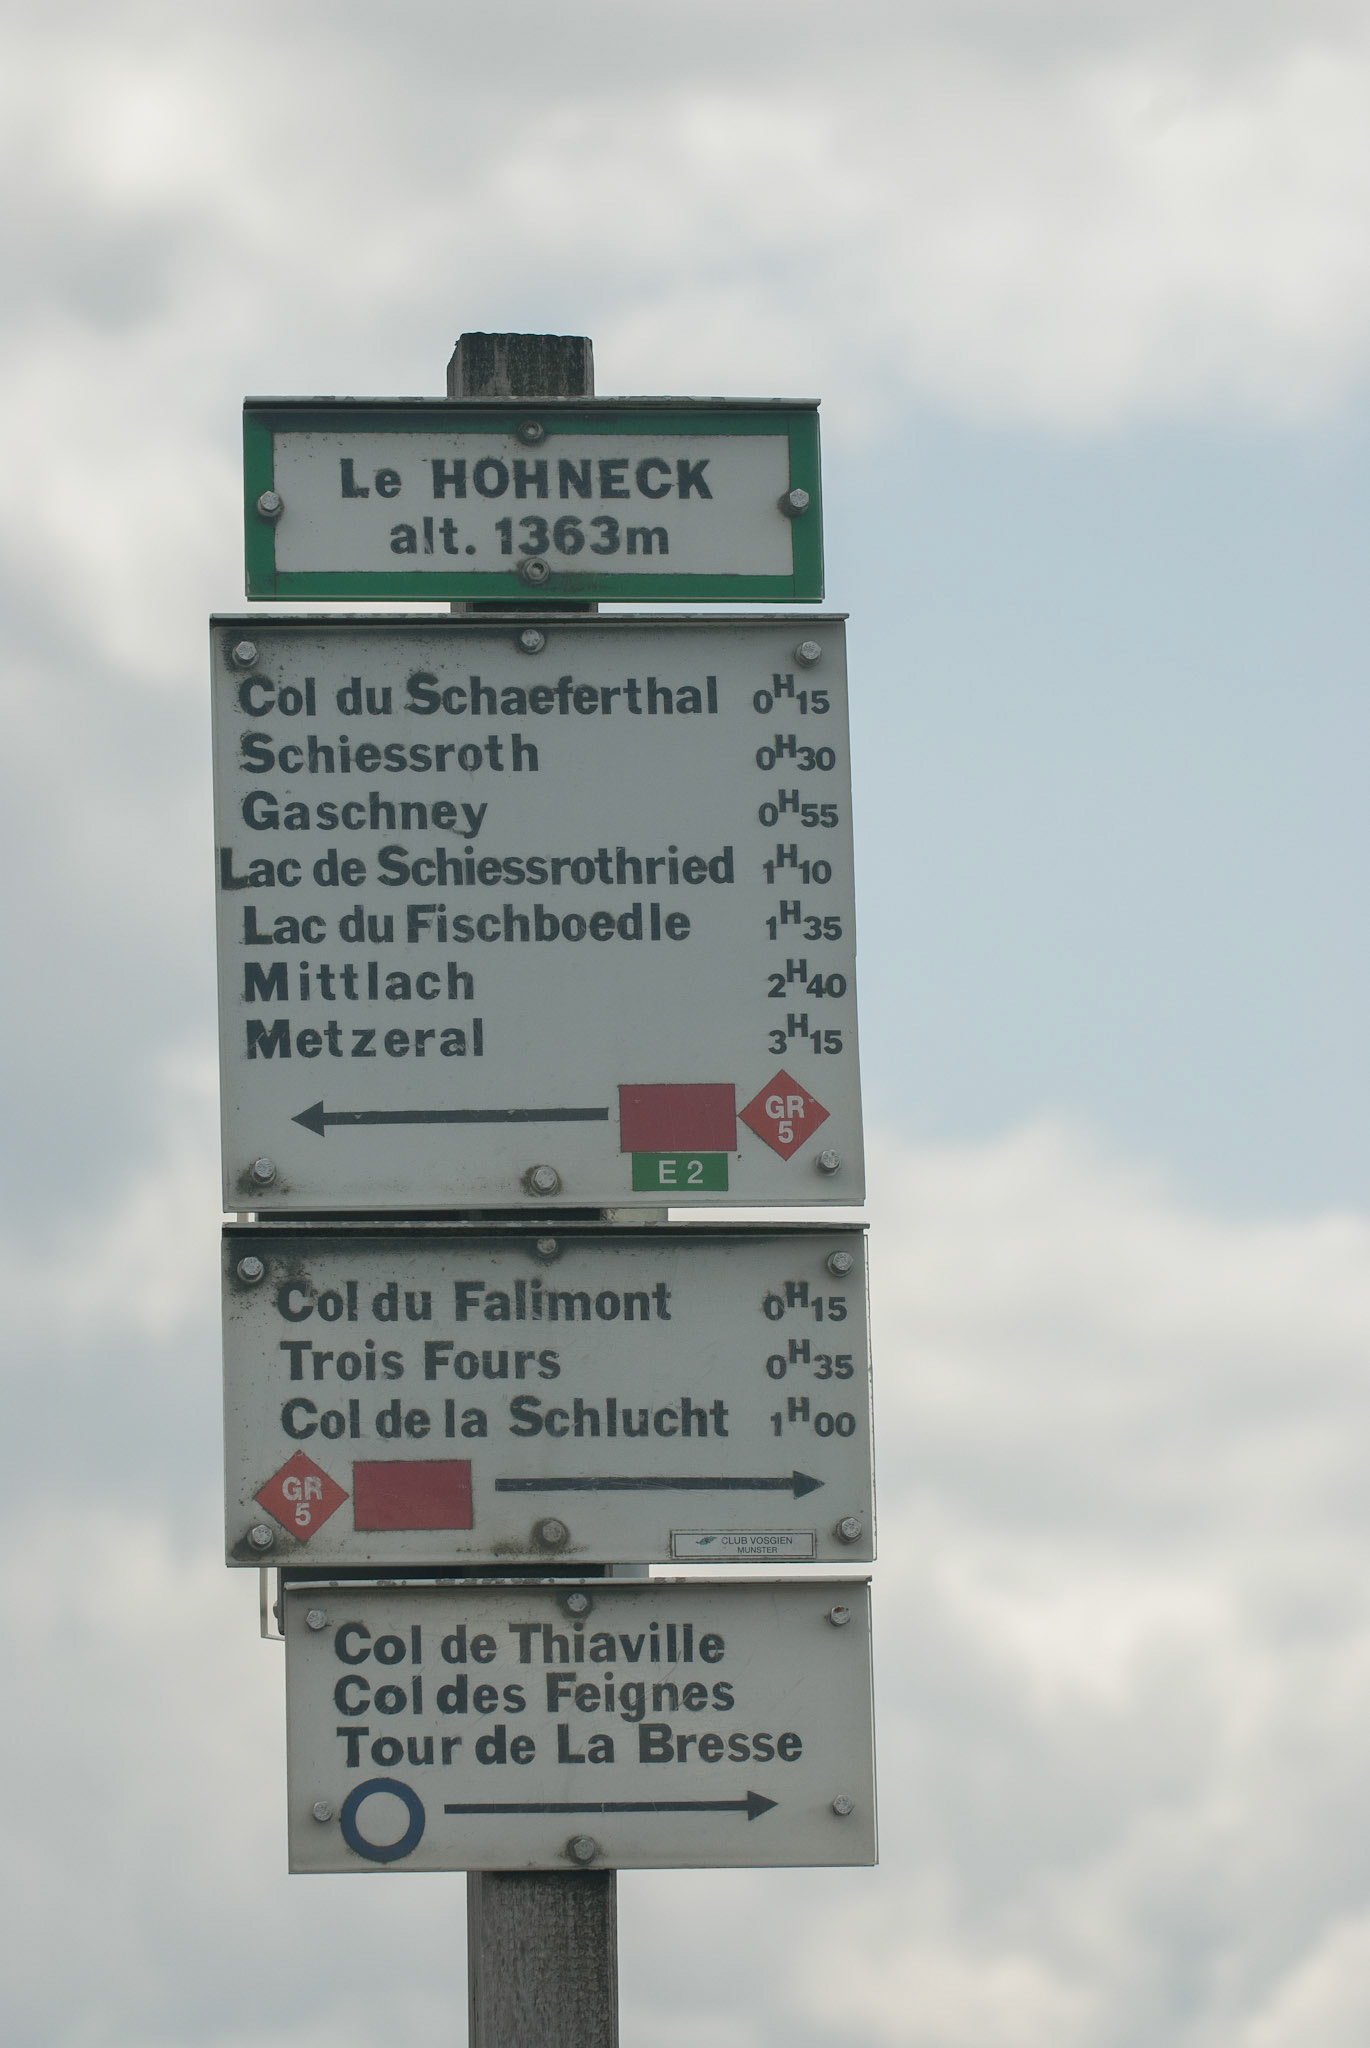 Le HOHNECK
alt. 1363m
Col du Schaeferthal 0H15
Schiessroth 0H30
Gaschney 0H55
Lac de Schiessrothried 1H10
Lac du Fischboedle 1H35
Mittlach 2H40
Metzeral 3H15
GR
5
E 2
Col du Falimont 0H15
Trois Fours 0H35
Col de la Schlucht 1H00
GR
5
CLUB VOSGIEN
MUNSTER
Col de Thiaville
Col des Feignes
Tour de La Bresse